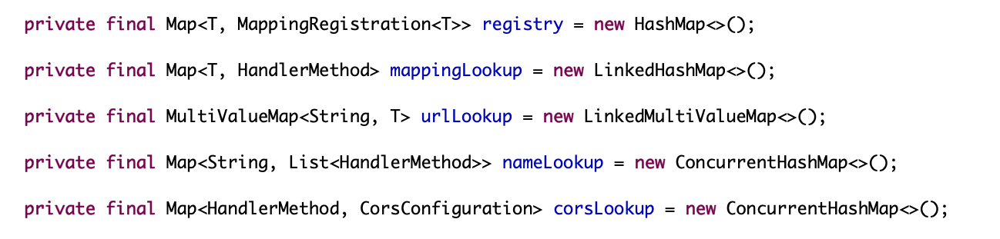 private final Map<T, MappingRegistration<T>> registry = new HashMap<>();
private final Map<T, HandlerMethod> mappingLookup = new LinkedHashMap<>();
private final MultiValueMap<String, T> urlLookup = new LinkedMultiValueMap<>();
private final Map<String, List<HandlerMethod>> nameLookup = new ConcurrentHashMap<>();
private final Map<HandlerMethod, CorsConfiguration> corsLookup = new ConcurrentHashMap<>();